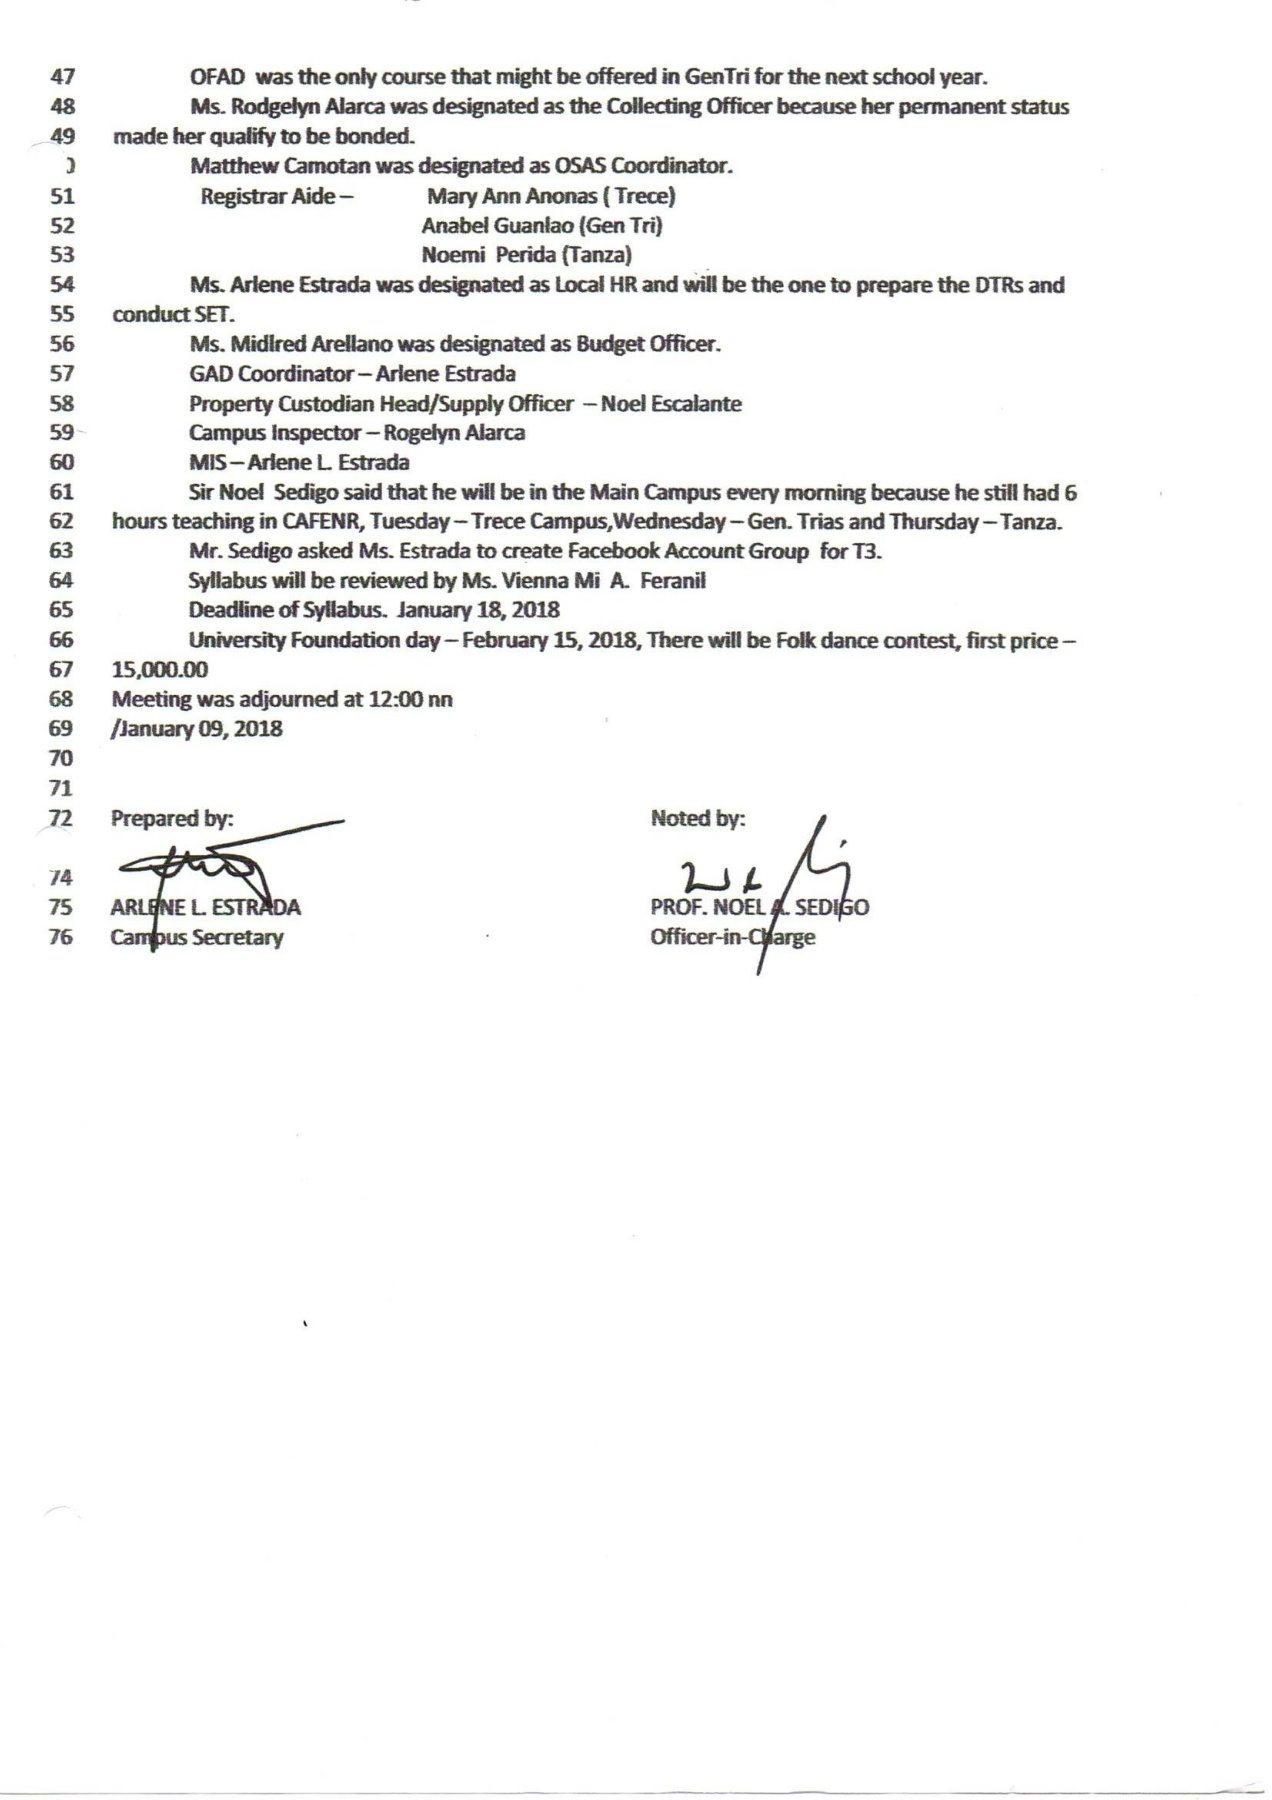 47 OFAD was the only course that might be offered in GenTri for the next school year.
48 Ms. Rodgelyn Alarca was designated as the Collecting Officer because her permanent status
49 made her qualify to be bonded.
Matthew Camotan was designated as OSAS Coordinator.
51 Registrar Aide – Mary Ann Anonas ( Trece)
52 Anabel Guanlao (Gen Tri)
53 Noemi Perida (Tanza)
54 Ms. Arlene Estrada was designated as Local HR and will be the one to prepare the DTRs and
55 conduct SET.
56 Ms. Midlred Arellano was designated as Budget Officer.
57 GAD Coordinator – Arlene Estrada
58 Property Custodian Head/Supply Officer – Noel Escalante
59 Campus Inspector – Rogelyn Alarca
60 MIS – Arlene L. Estrada
61 Sir Noel Sedigo said that he will be in the Main Campus every morning because he still had 6
62 hours teaching in CAFENR, Tuesday – Trece Campus,Wednesday – Gen. Trias and Thursday – Tanza.
63 Mr. Sedigo asked Ms. Estrada to create Facebook Account Group for T3.
64 Syllabus will be reviewed by Ms. Vienna Mi A. Feranil
65 Deadline of Syllabus. January 18, 2018
66 University Foundation day – February 15, 2018, There will be Folk dance contest, first price –
67 15,000.00
68 Meeting was adjourned at 12:00 nn
69 /January 09, 2018
70
71
72 Prepared by: Noted by:
74
75 ARLENE L. ESTRADA PROF. NOEL A. SEDIGO
76 Campus Secretary Officer-in-Charge